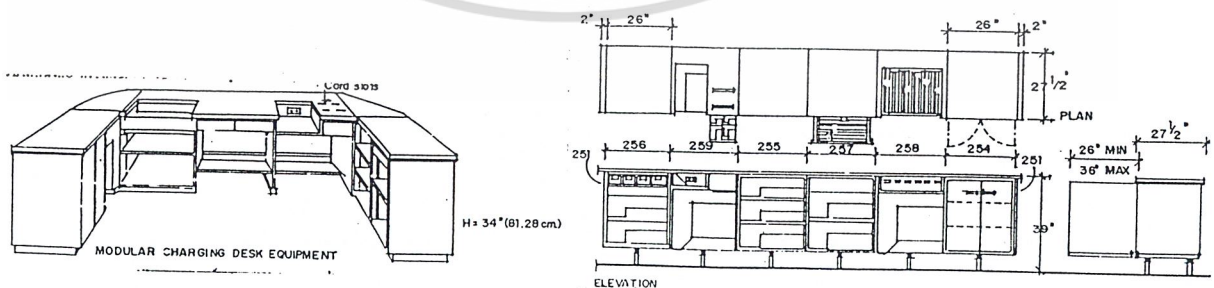 Cord slots
H= 34" (81.28 cm.)
MODULAR CHARGING DESK EQUIPMENT
2" 26" 26" 2"
27 1/2"
PLAN
256 259 255 257 258 254
251 251
39"
ELEVATION
27 1/2"
26" MIN
36" MAX